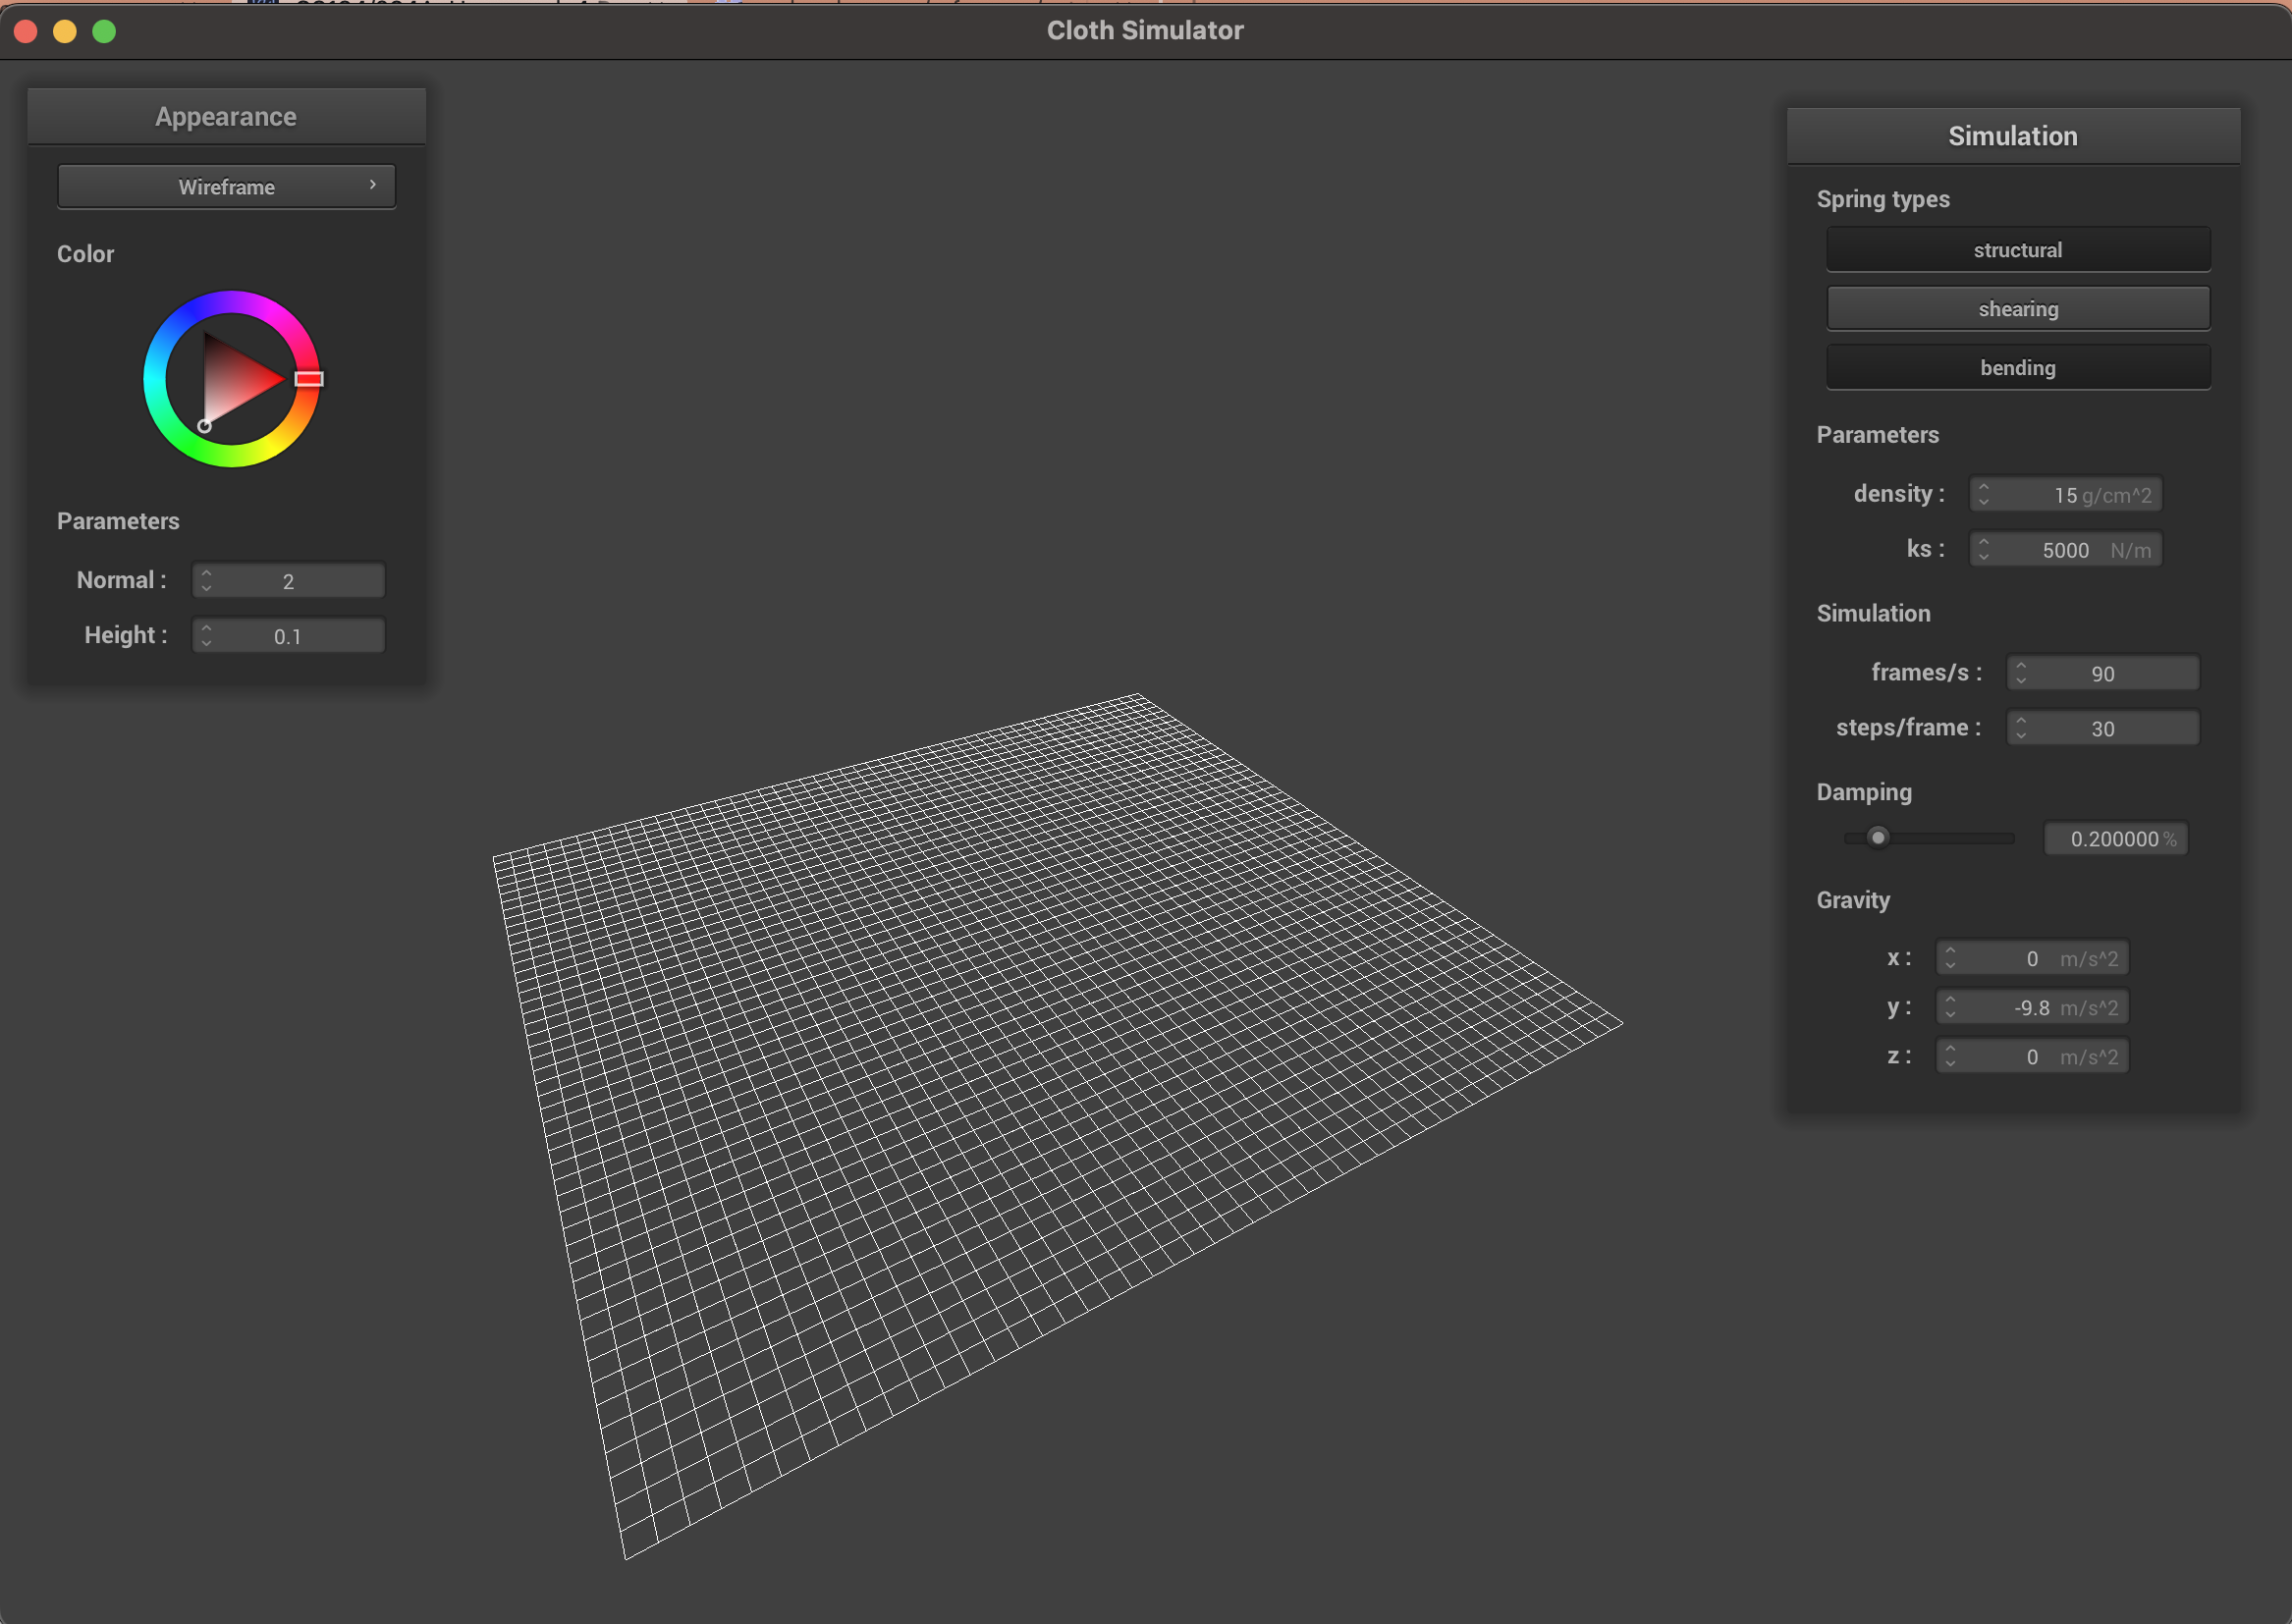 Cloth Simulator
Appearance
Wireframe
Color
Parameters
Normal : 2
Height : 0.1
Simulation
Spring types
structural
shearing
bending
Parameters
density : 15 g/cm^2
ks : 5000 N/m
Simulation
frames/s : 90
steps/frame : 30
Damping
0.200000 %
Gravity
x : 0 m/s^2
y : -9.8 m/s^2
z : 0 m/s^2